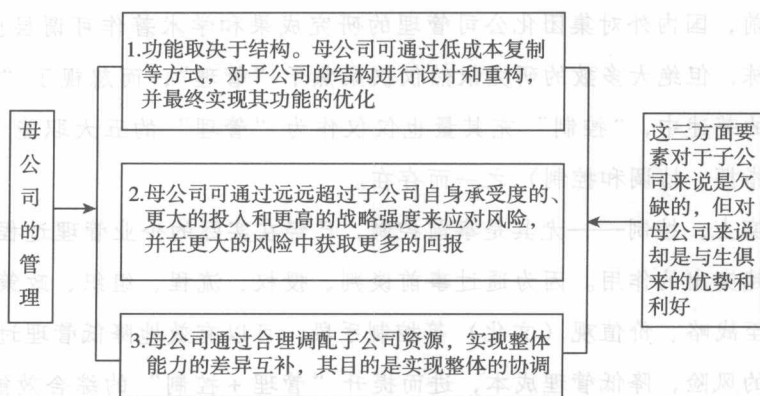 1.功能取决于结构。母公司可通过低成本复制
等方式，对子公司的结构进行设计和重构，
并最终实现其功能的优化
母
公
司
的
管
理
2.母公司可通过远远超过子公司自身承受度的、
更大的投人和更高的战略强度来应对风险，
并在更大的风险中获取更多的回报
3.母公司通过合理调配子公司资源，实现整体
能力的差异互补，其目的是实现整体的协调
这三方面要
素对于子公
司来说是欠
缺的，但对
母公司来说
却是与生俱
来的优势和
利好